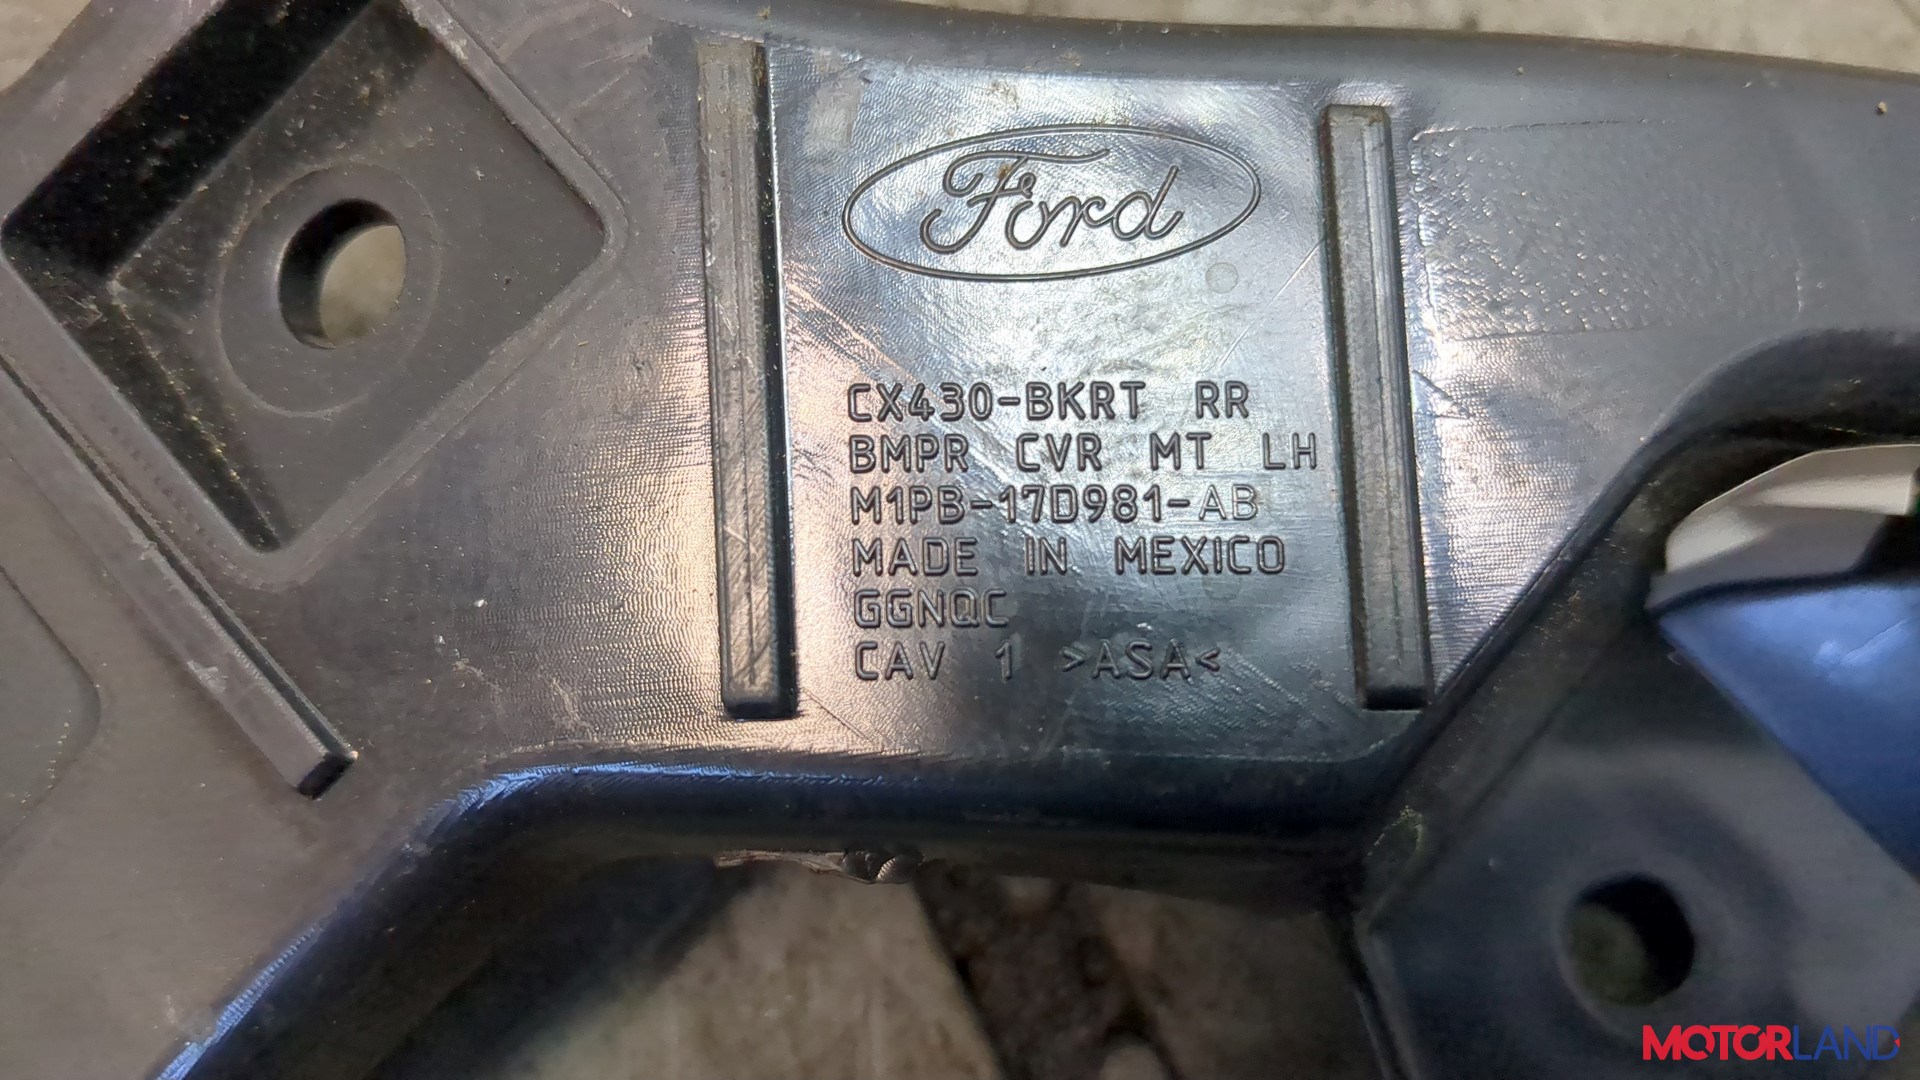 Ford
CX430-BKRT RR
BMPR CVR MT LH
M1PB-17D981-AB
MADE IN MEXICO
GGNQC
CAV 1 >ASA<
MOTORLAND